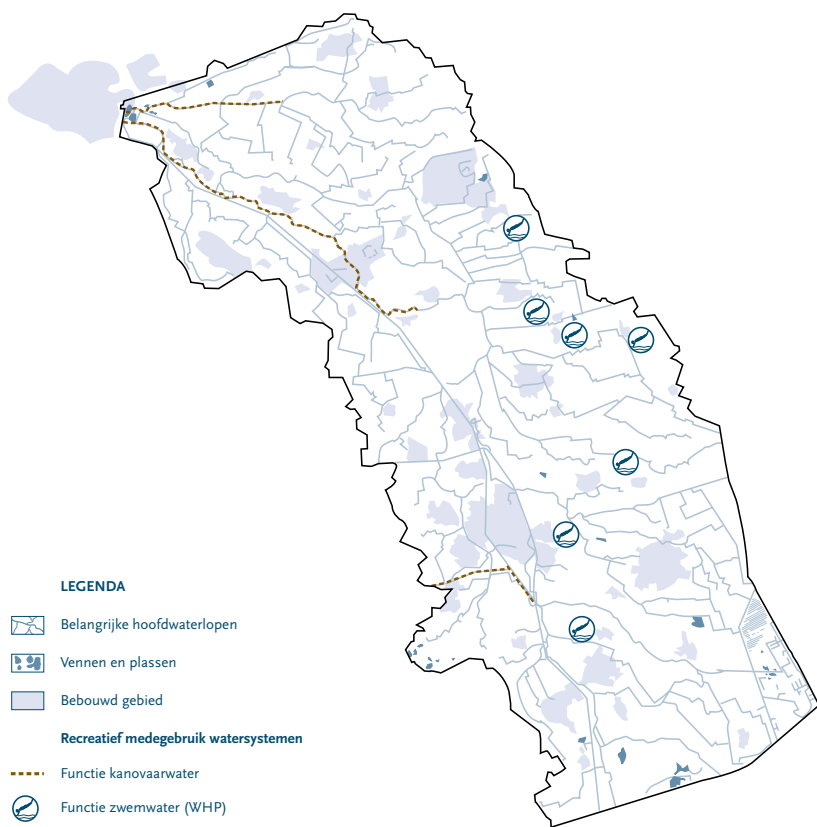 LEGENDA
Belangrijke hoofdwaterlopen
Vennen en plassen
Bebouwd gebied
Recreatief medegebruik watersystemen
Functie kanovaarwater
Functie zwemwater (WHP)